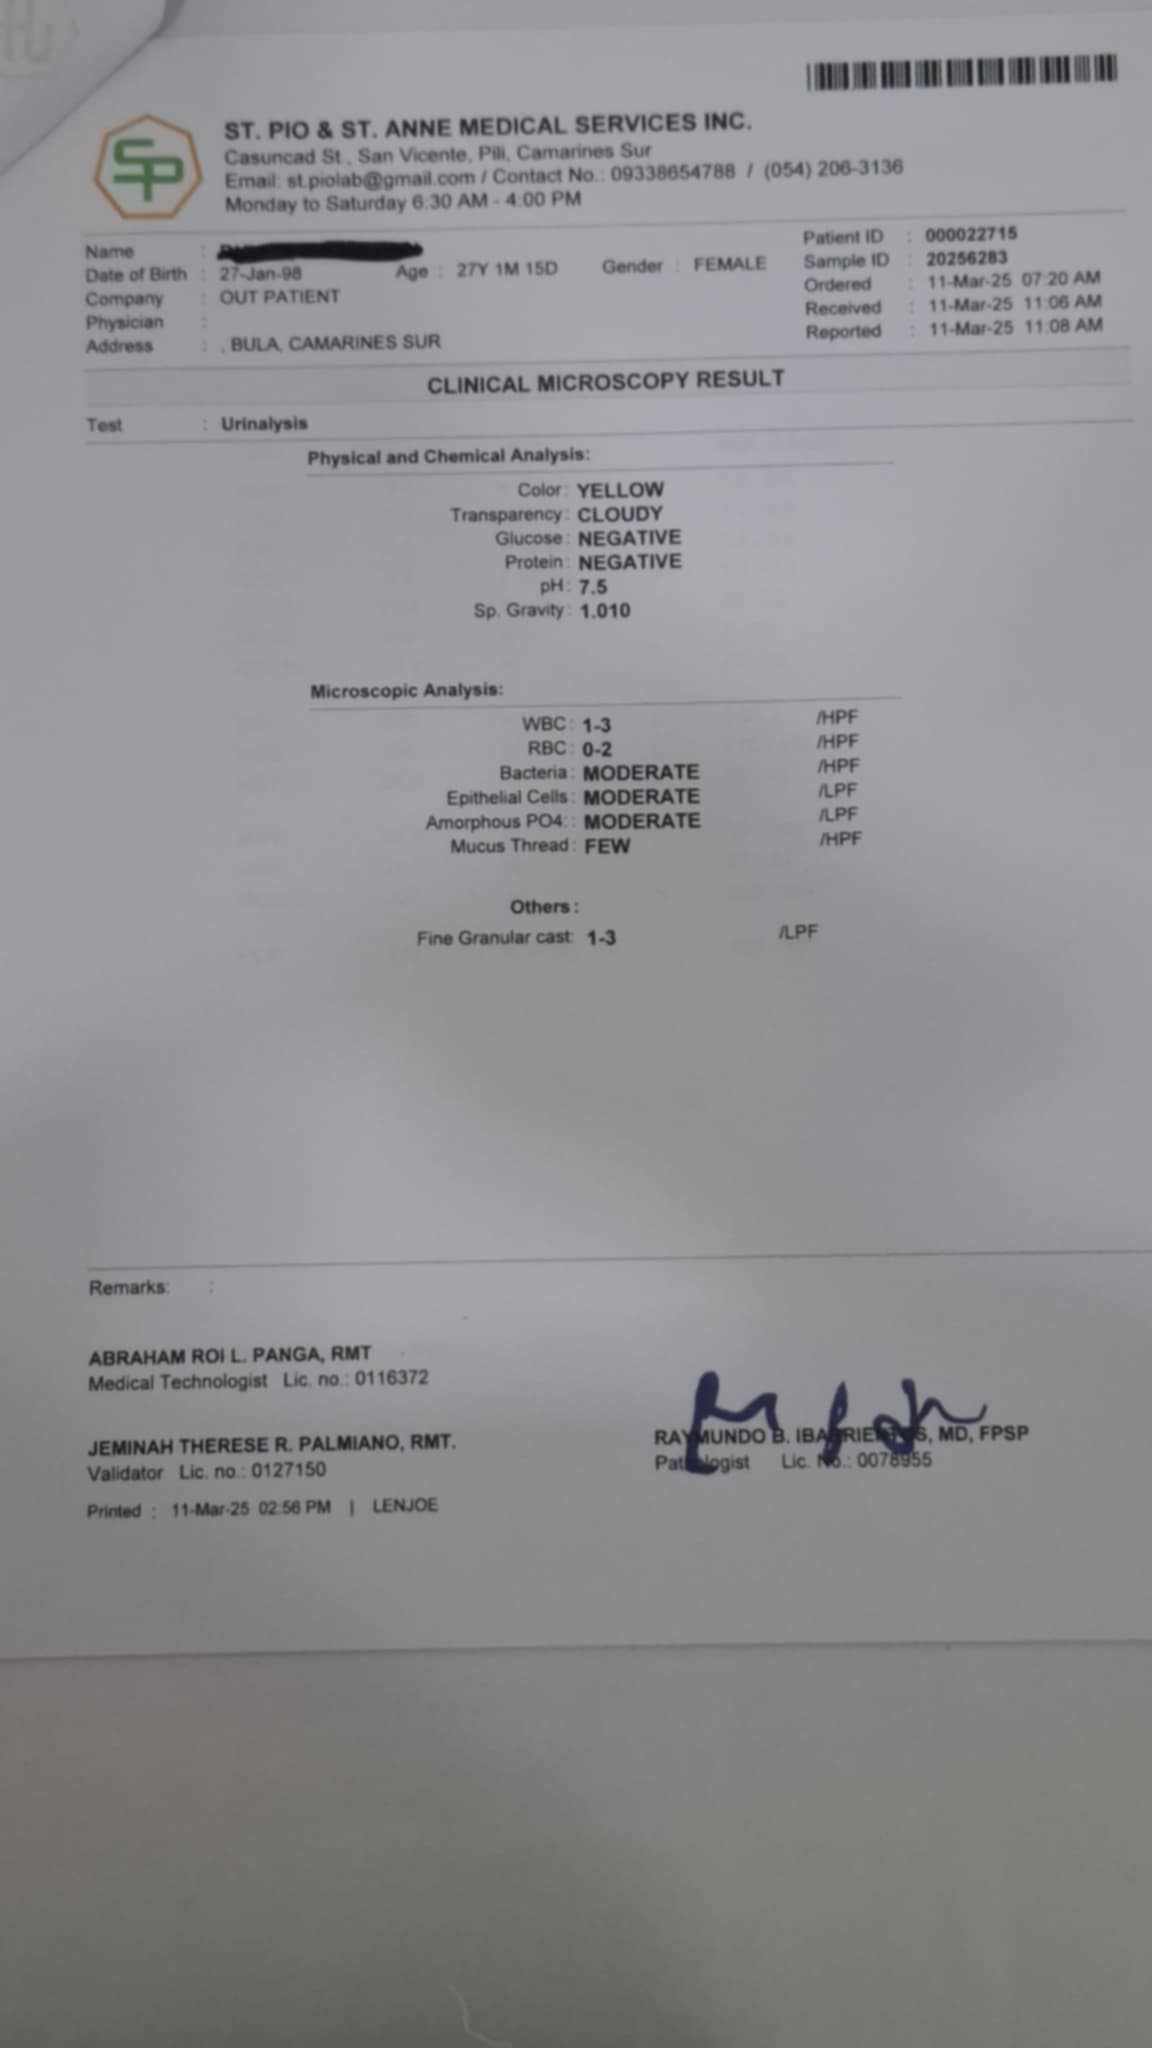 SP
ST. PIO & ST. ANNE MEDICAL SERVICES INC.
Casuncad St., San Vicente, Pili, Camarines Sur
Email: st.piolab@gmail.com / Contact No.: 09338654788 / (054) 206-3136
Monday to Saturday 6:30 AM - 4:00 PM
Name :
Date of Birth : 27-Jan-98 Age : 27Y 1M 15D Gender : FEMALE
Company : OUT PATIENT
Physician :
Address : , BULA, CAMARINES SUR
Patient ID : 000022715
Sample ID : 20256283
Ordered : 11-Mar-25 07:20 AM
Received : 11-Mar-25 11:06 AM
Reported : 11-Mar-25 11:08 AM
CLINICAL MICROSCOPY RESULT
Test : Urinalysis
Physical and Chemical Analysis:
Color: YELLOW
Transparency: CLOUDY
Glucose: NEGATIVE
Protein: NEGATIVE
pH: 7.5
Sp. Gravity: 1.010
Microscopic Analysis:
WBC: 1-3 /HPF
RBC: 0-2 /HPF
Bacteria: MODERATE /HPF
Epithelial Cells: MODERATE /LPF
Amorphous PO4:: MODERATE /LPF
Mucus Thread: FEW /HPF
Others :
Fine Granular cast: 1-3 /LPF
Remarks: :
ABRAHAM ROI L. PANGA, RMT
Medical Technologist Lic. no.: 0116372
JEMINAH THERESE R. PALMIANO, RMT.
Validator Lic. no.: 0127150
RAYMUNDO B. , MD, FPSP
Pathologist Lic. No.: 0078955
Printed : 11-Mar-25 02:56 PM | LENJOE